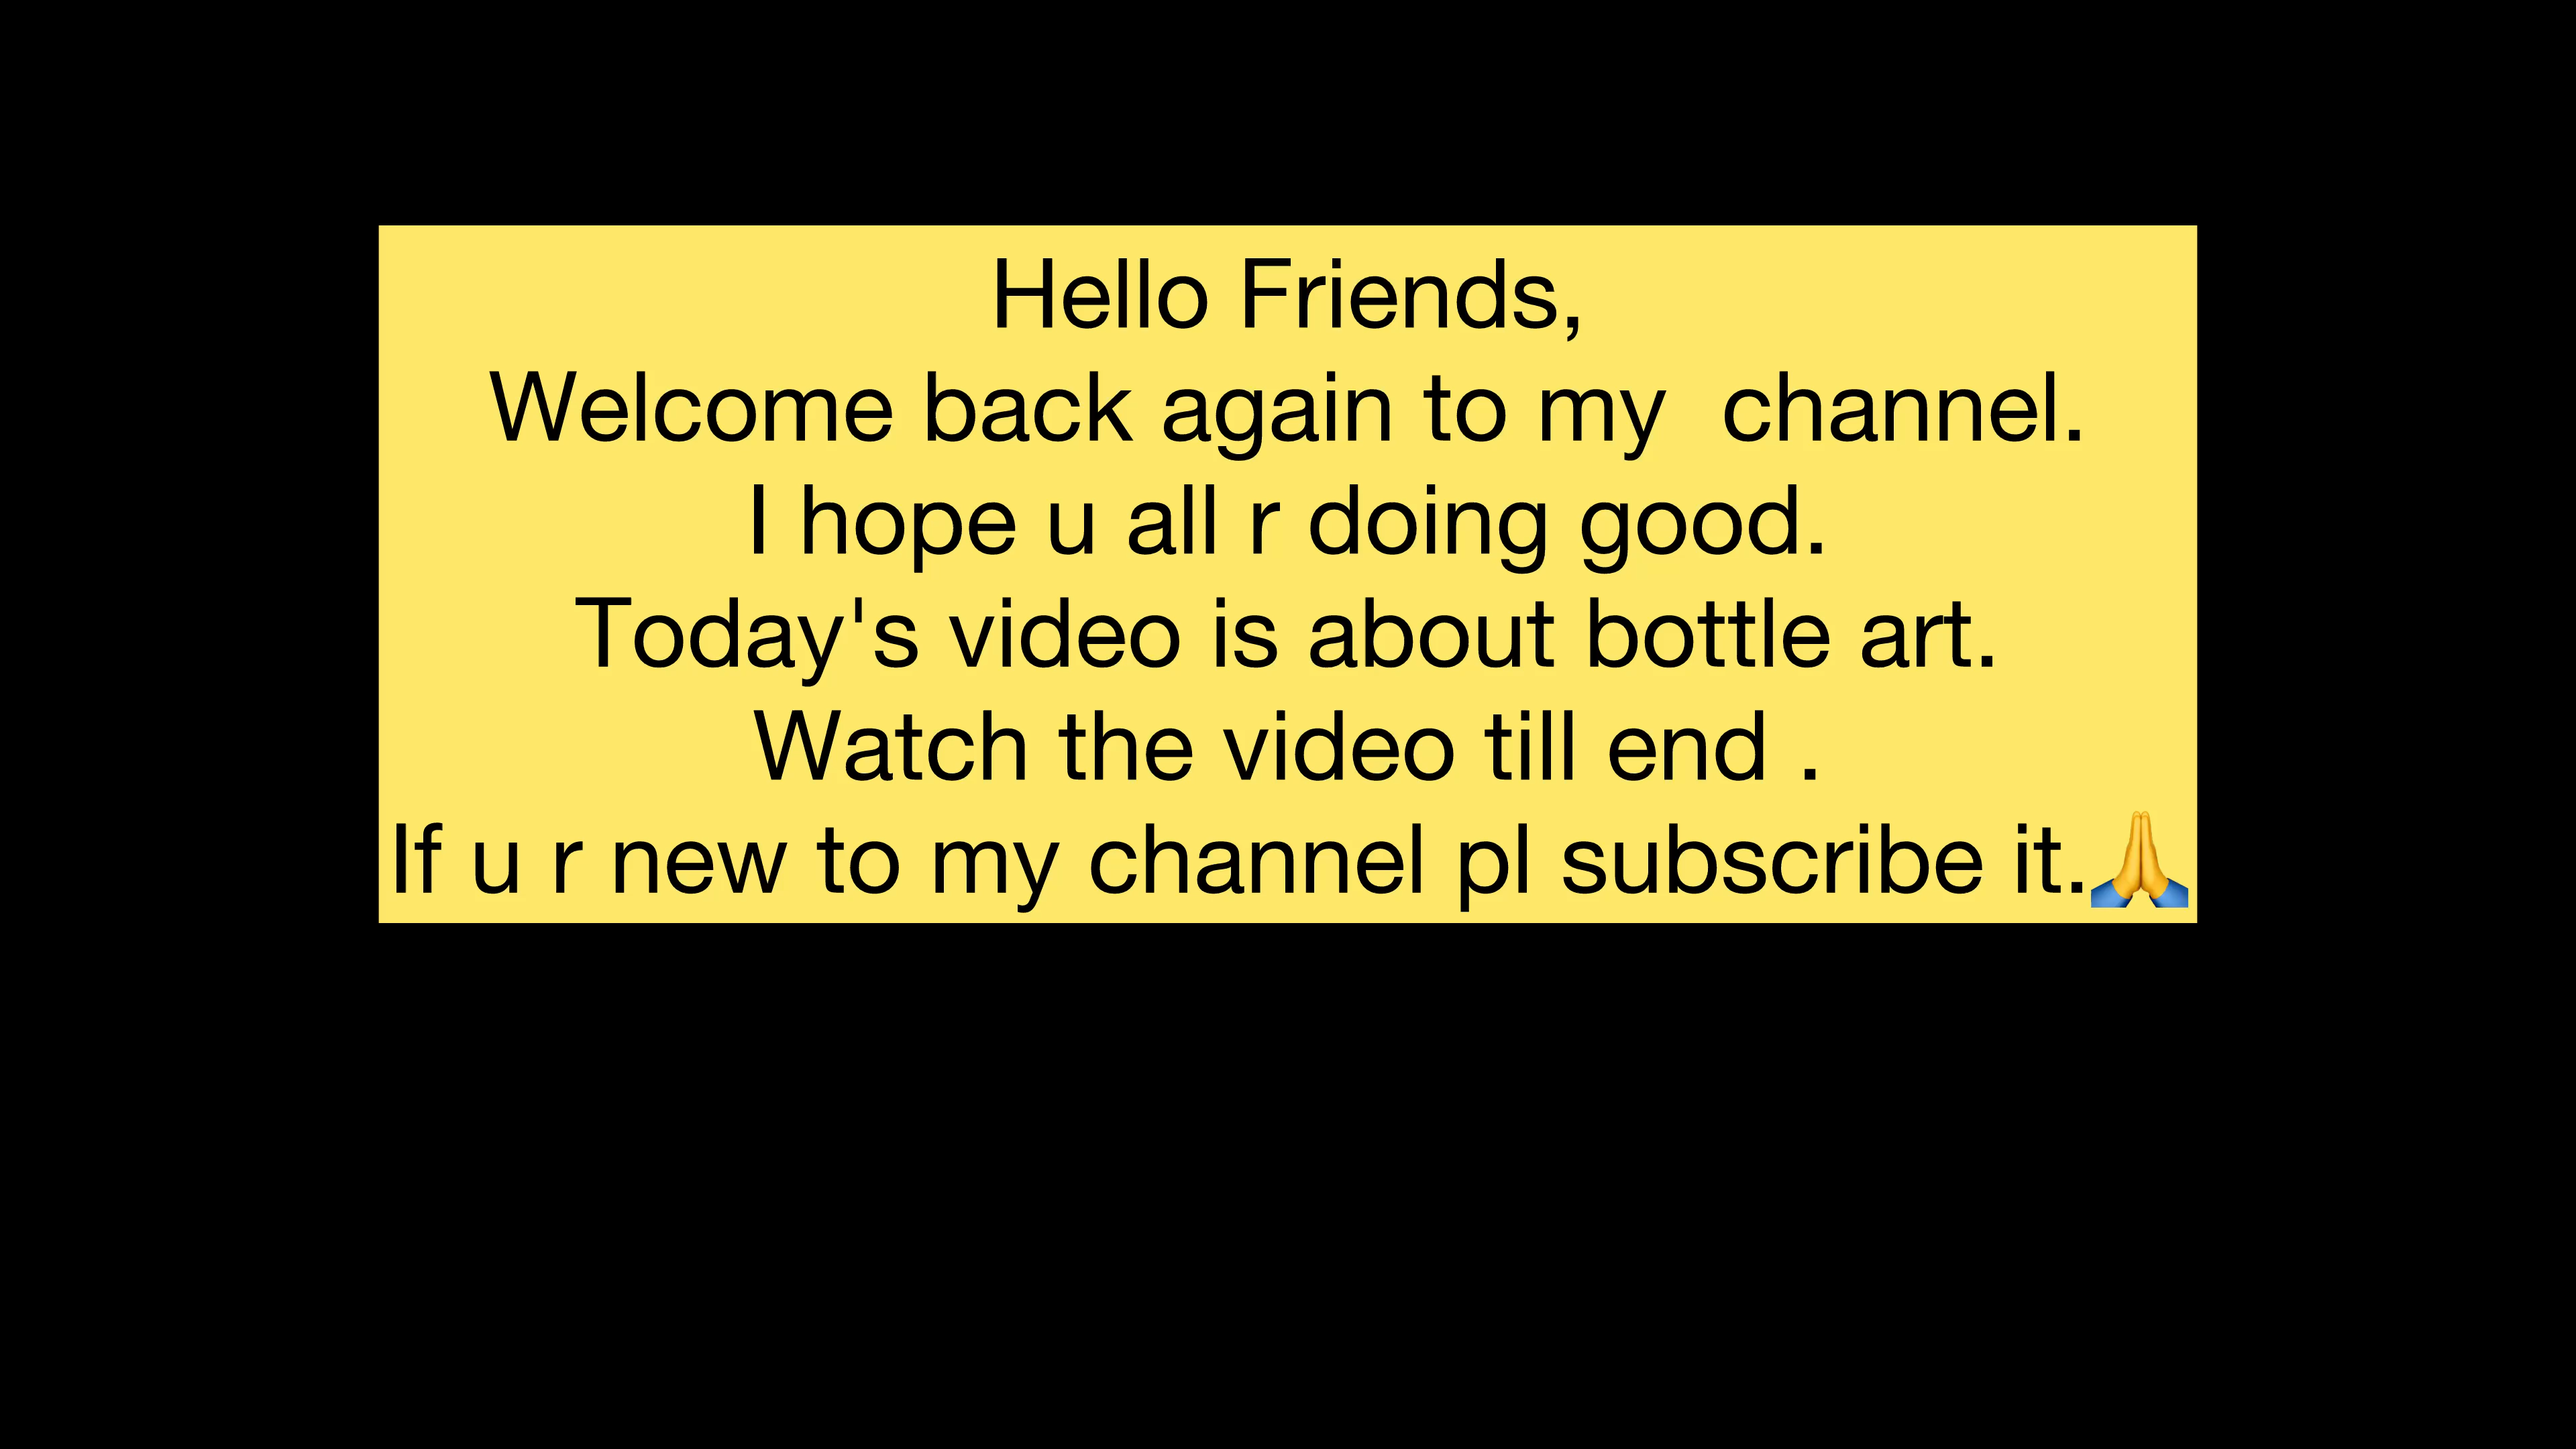 Hello Friends,
Welcome back again to my  channel.
I hope u all r doing good.
Today's video is about bottle art.
Watch the video till end .
If u r new to my channel pl subscribe it.🙏